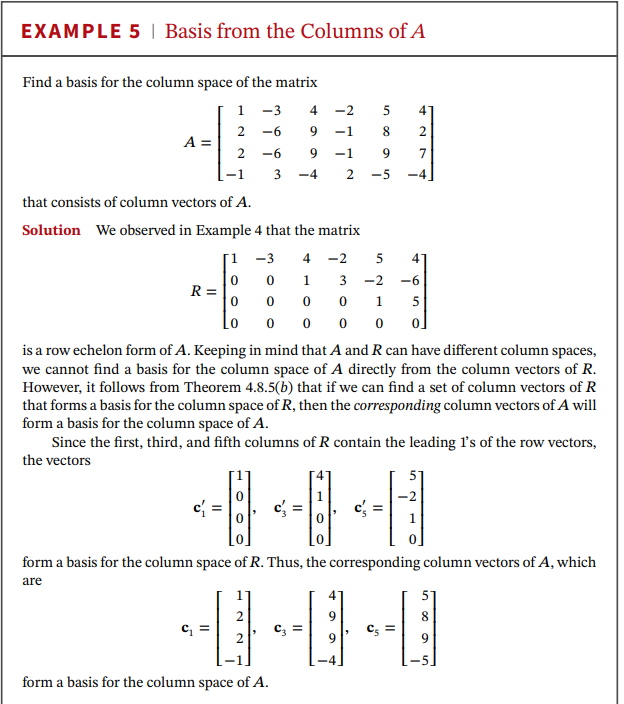 EXAMPLE 5 | Basis from the Columns of A
Find a basis for the column space of the matrix
A = [ 1 −3 4 −2 5 4
2 −6 9 −1 8 2
2 −6 9 −1 9 7
−1 3 −4 2 −5 −4 ]
that consists of column vectors of A.
Solution We observed in Example 4 that the matrix
R = [ 1 −3 4 −2 5 4
0 0 1 3 −2 −6
0 0 0 0 1 5
0 0 0 0 0 0 ]
is a row echelon form of A. Keeping in mind that A and R can have different column spaces,
we cannot find a basis for the column space of A directly from the column vectors of R.
However, it follows from Theorem 4.8.5(b) that if we can find a set of column vectors of R
that forms a basis for the column space of R, then the corresponding column vectors of A will
form a basis for the column space of A.
Since the first, third, and fifth columns of R contain the leading 1's of the row vectors,
the vectors
c′₁ = [ 1 0 0 0 ], c′₃ = [ 4 1 0 0 ], c′₅ = [ 5 −2 1 0 ]
form a basis for the column space of R. Thus, the corresponding column vectors of A, which
are
c₁ = [ 1 2 2 −1 ], c₃ = [ 4 9 9 −4 ], c₅ = [ 5 8 9 −5 ]
form a basis for the column space of A.